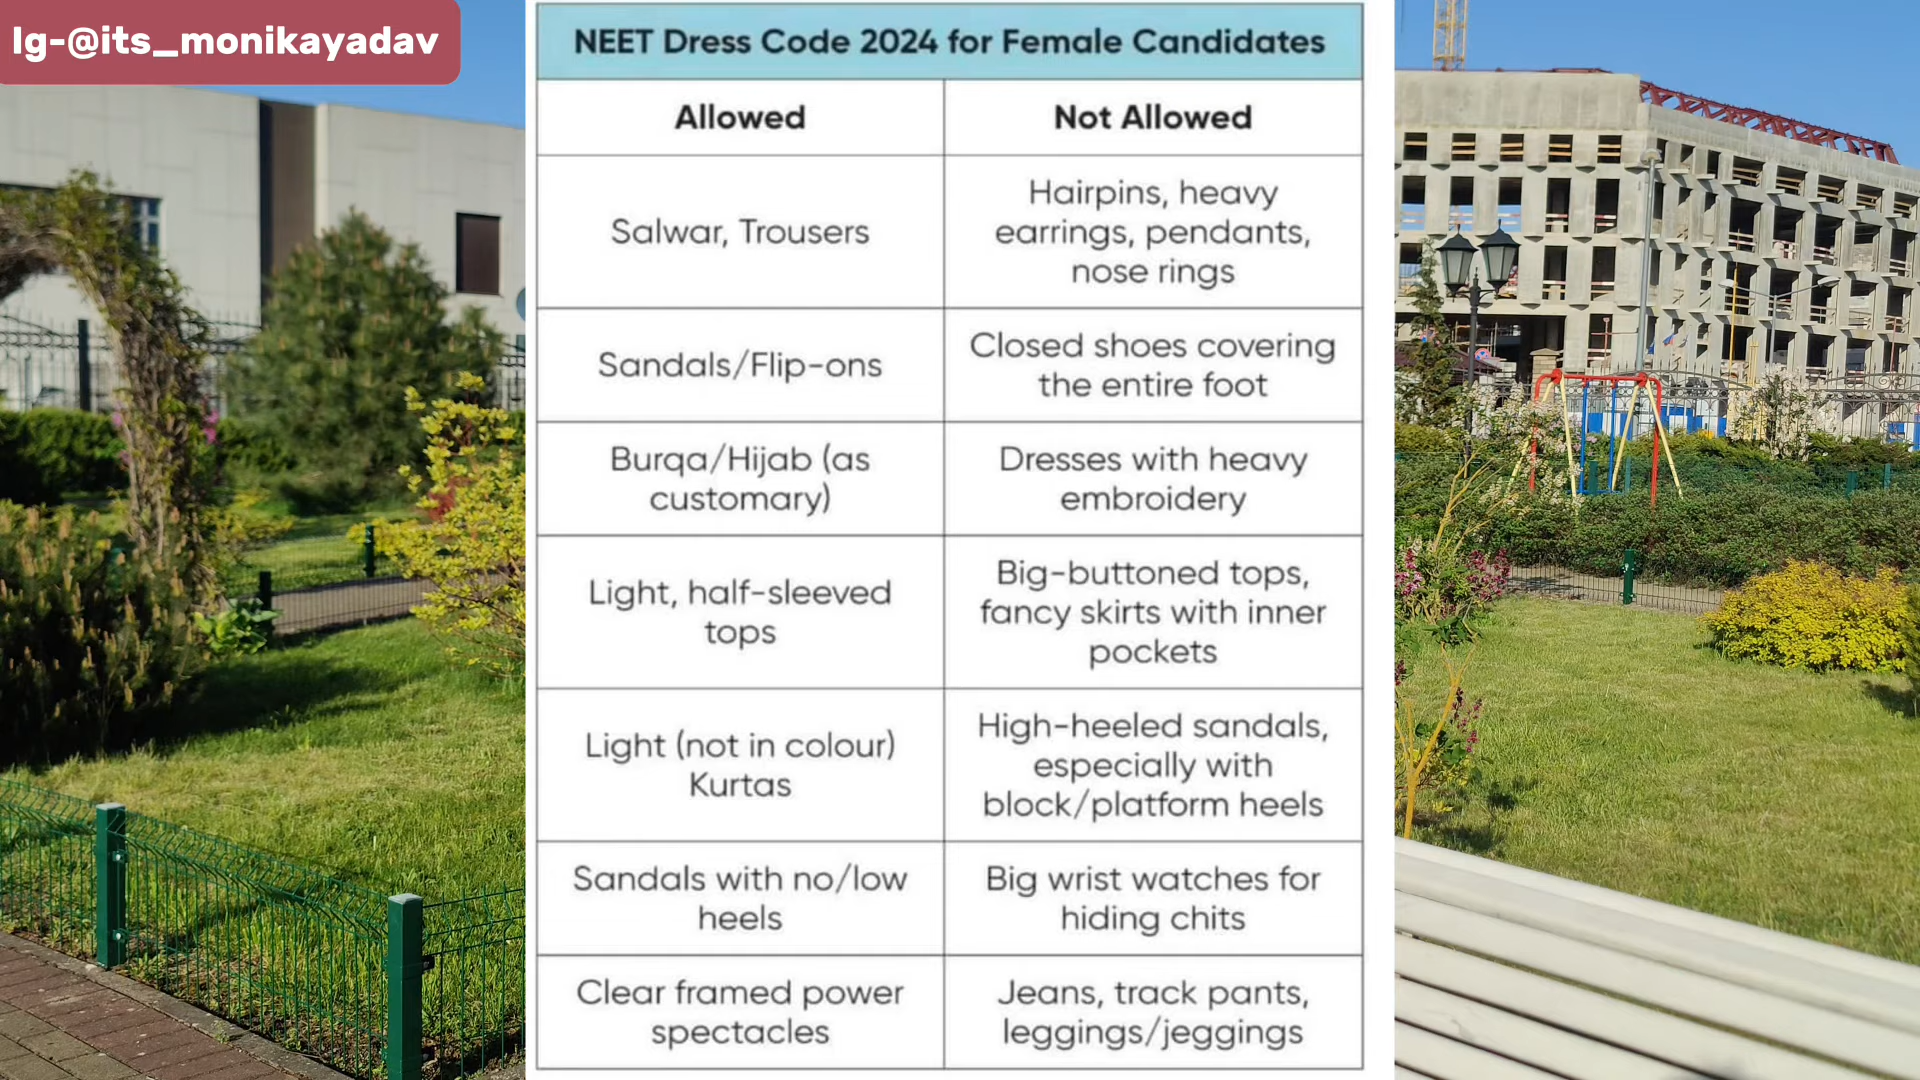 Ig-@its_monikayadav
NEET Dress Code 2024 for Female Candidates
Allowed
Not Allowed
Salwar, Trousers
Hairpins, heavy
earrings, pendants,
nose rings
Sandals/Flip-ons
Closed shoes covering
the entire foot
Burqa/Hijab (as
customary)
Dresses with heavy
embroidery
Light, half-sleeved
tops
Big-buttoned tops,
fancy skirts with inner
pockets
Light (not in colour)
Kurtas
High-heeled sandals,
especially with
block/platform heels
Sandals with no/low
heels
Big wrist watches for
hiding chits
Clear framed power
spectacles
Jeans, track pants,
leggings/jeggings